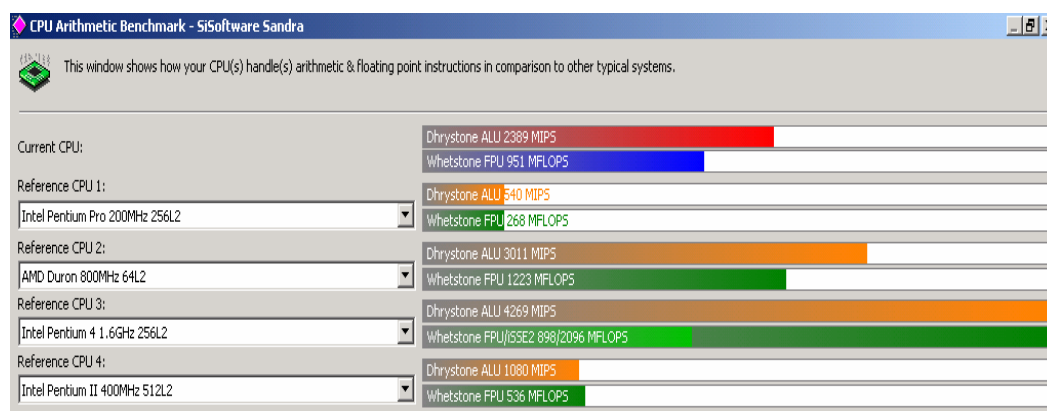 CPU Arithmetic Benchmark - SiSoftware Sandra
This window shows how your CPU(s) handle(s) arithmetic & floating point instructions in comparison to other typical systems.
Current CPU:
Dhrystone ALU 2389 MIPS
Whetstone FPU 951 MFLOPS
Reference CPU 1:
Intel Pentium Pro 200MHz 256L2
Dhrystone ALU 540 MIPS
Whetstone FPU 268 MFLOPS
Reference CPU 2:
AMD Duron 800MHz 64L2
Dhrystone ALU 3011 MIPS
Whetstone FPU 1223 MFLOPS
Reference CPU 3:
Intel Pentium 4 1.6GHz 256L2
Dhrystone ALU 4269 MIPS
Whetstone FPU/iSSE2 898/2096 MFLOPS
Reference CPU 4:
Intel Pentium II 400MHz 512L2
Dhrystone ALU 1080 MIPS
Whetstone FPU 536 MFLOPS